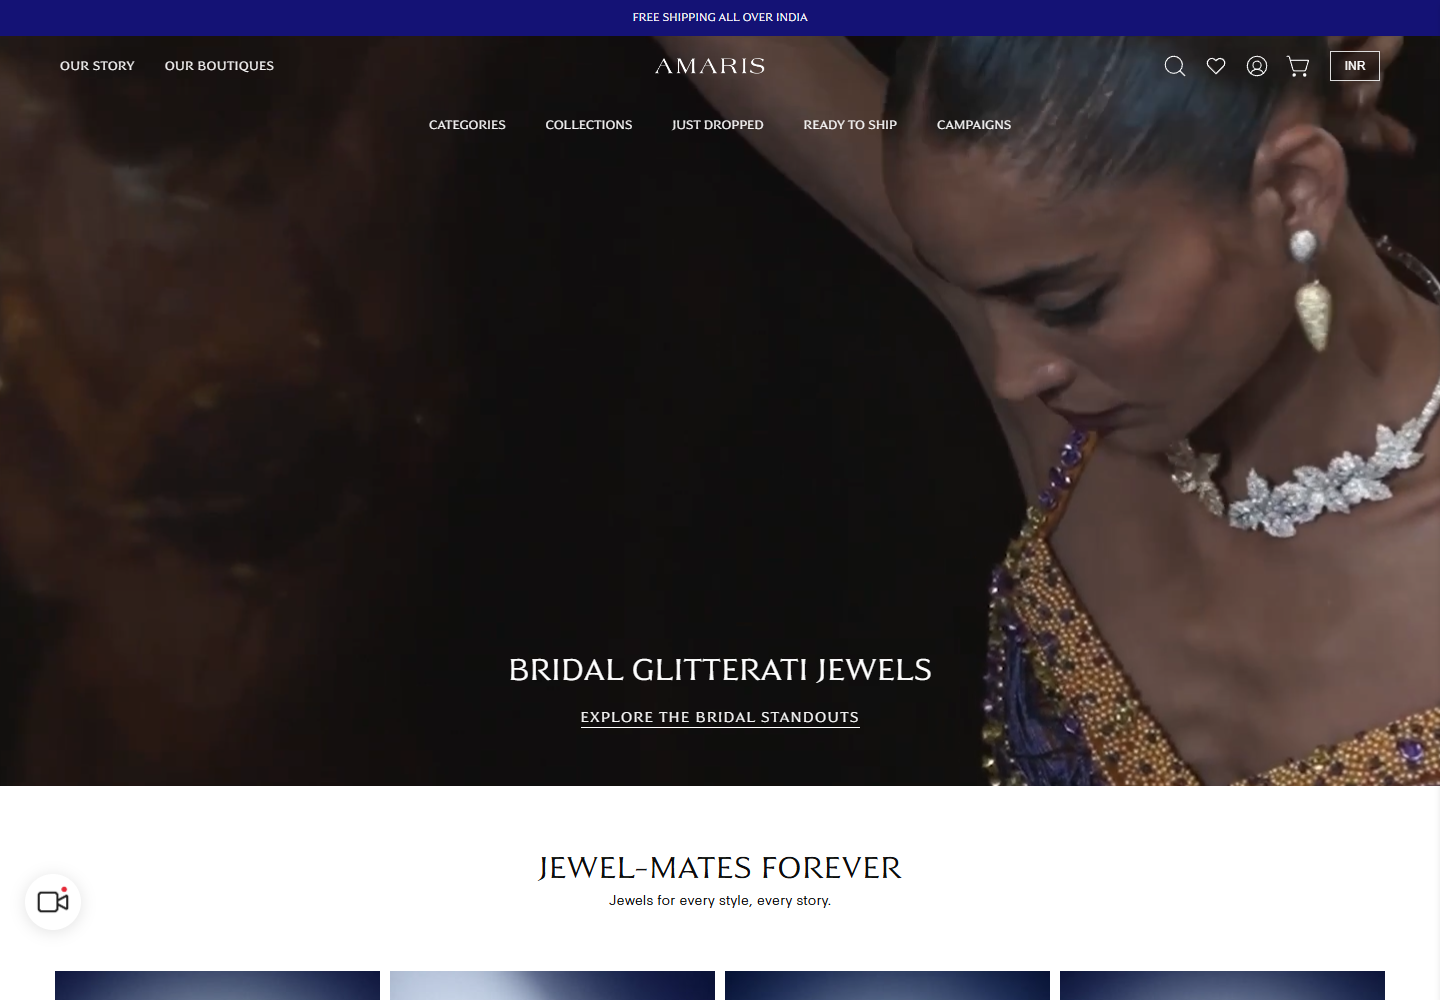 FREE SHIPPING ALL OVER INDIA
OUR STORY
OUR BOUTIQUES
AMARIS
INR
CATEGORIES
COLLECTIONS
JUST DROPPED
READY TO SHIP
CAMPAIGNS
BRIDAL GLITTERATI JEWELS
EXPLORE THE BRIDAL STANDOUTS
JEWEL-MATES FOREVER
Jewels for every style, every story.